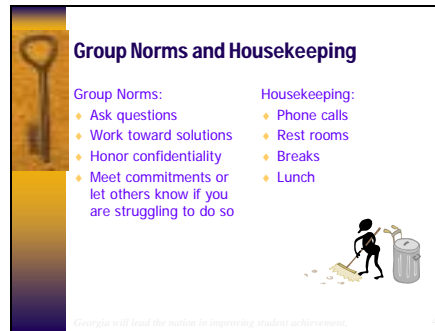 Group Norms and Housekeeping
Group Norms:
Ask questions
Work toward solutions
Honor confidentiality
Meet commitments or
let others know if you
are struggling to do so
Housekeeping:
Phone calls
Rest rooms
Breaks
Lunch
Georgia will lead the nation in improving student achievement.